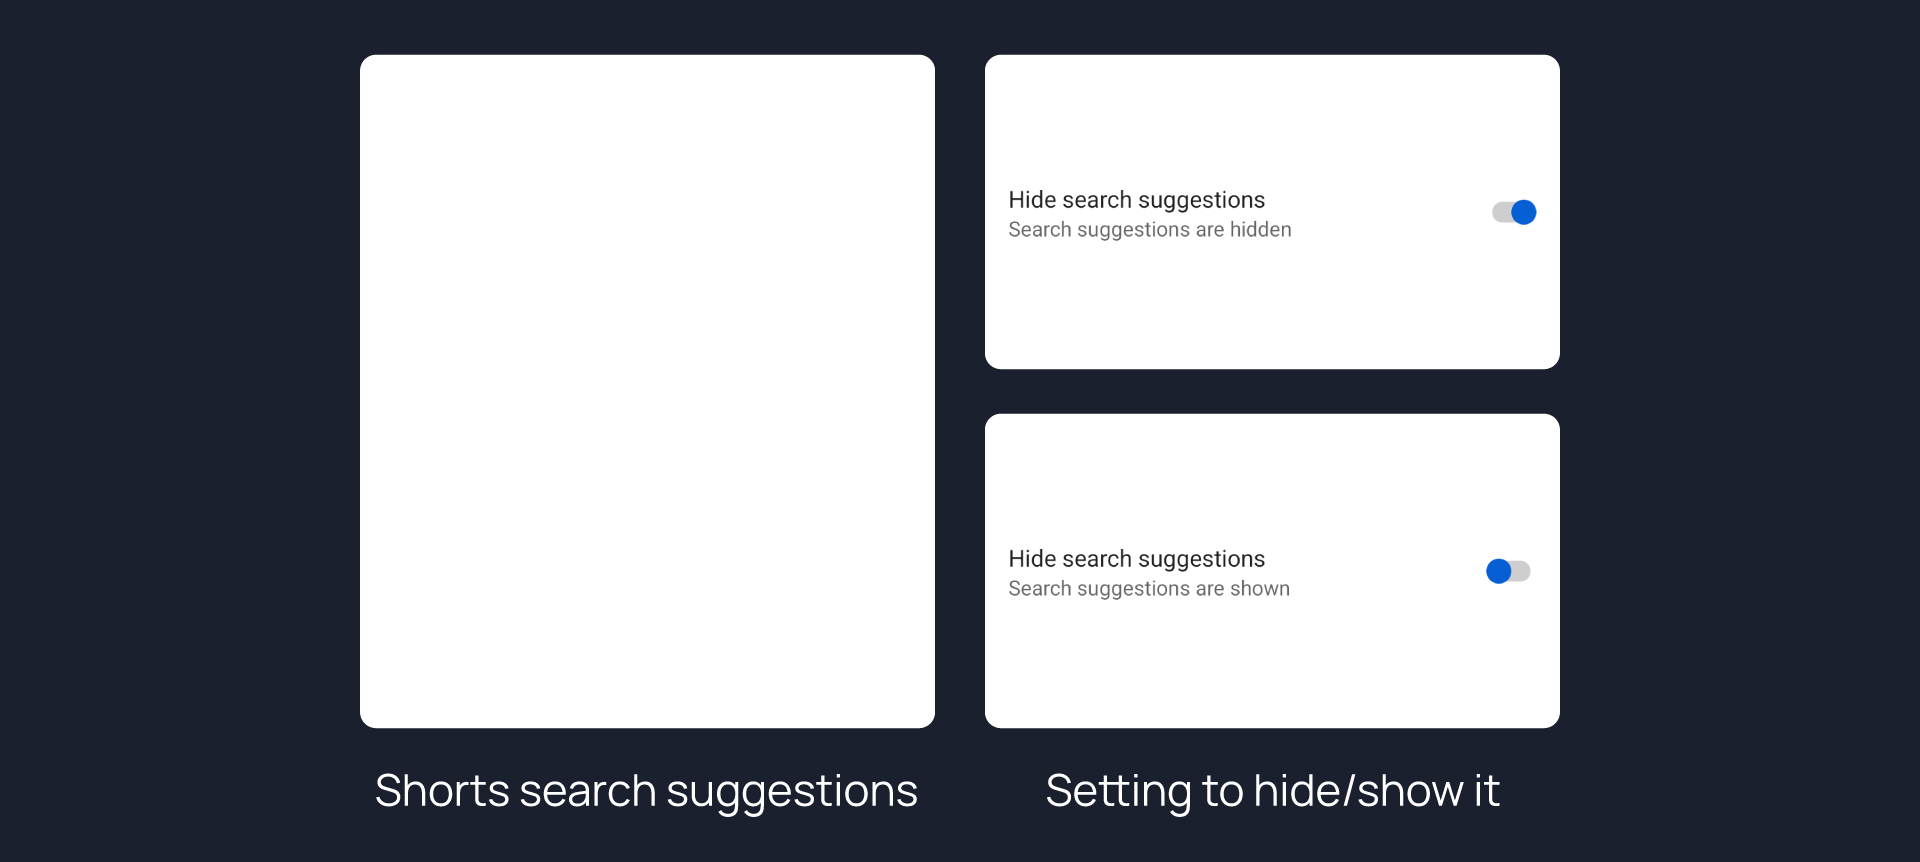 Hide search suggestions
Search suggestions are hidden
Hide search suggestions
Search suggestions are shown
Shorts search suggestions
Setting to hide/show it